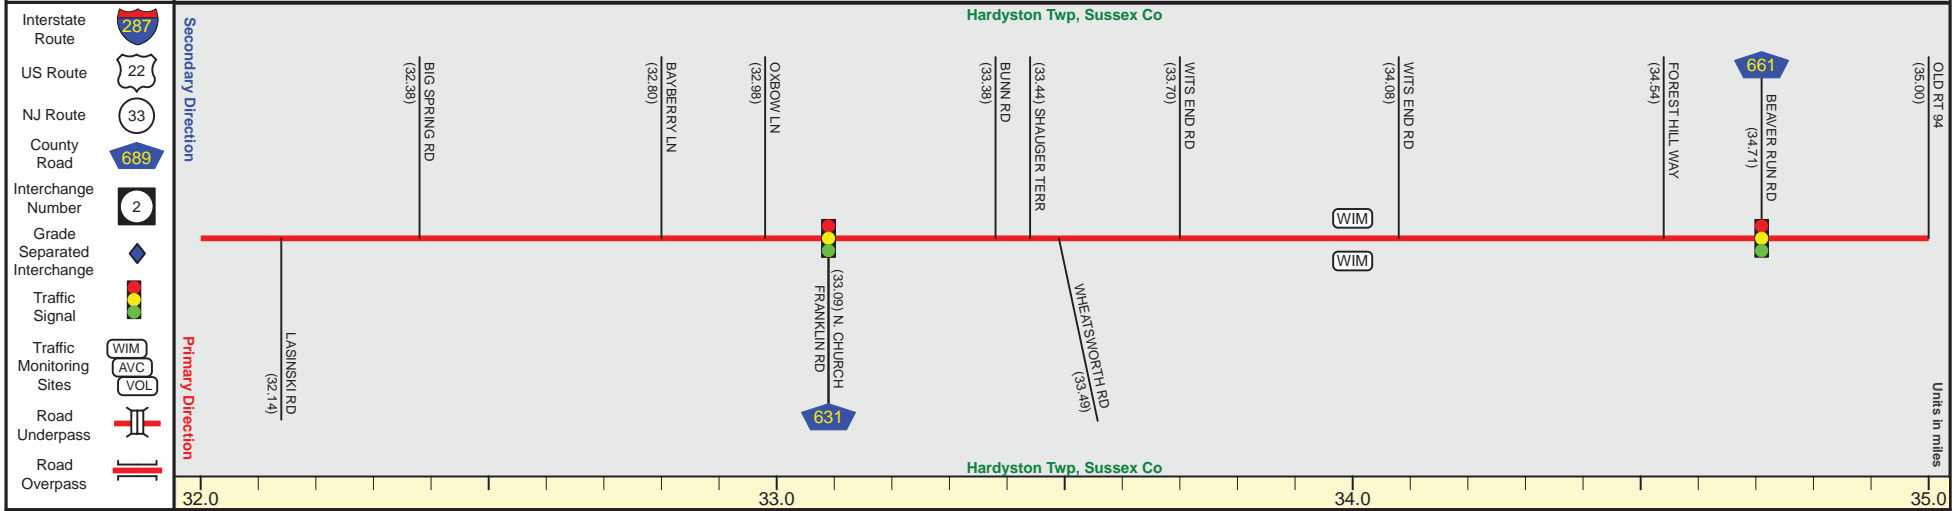 Interstate
Route
287
US Route
22
NJ Route
33
County
Road
689
Interchange
Number
2
Grade
Separated
Interchange
Traffic
Signal
Traffic
Monitoring
Sites
WIM
AVC
VOL
Road
Underpass
Road
Overpass
Secondary Direction
Primary Direction
Hardyston Twp, Sussex Co
BIG SPRING RD
(32.38)
BAYBERRY LN
(32.80)
OXBOW LN
(32.98)
BUNN RD
(33.38)
(33.44) SHAUGER TERR
WITS END RD
(33.70)
WITS END RD
(34.08)
FOREST HILL WAY
(34.54)
661
BEAVER RUN RD
(34.71)
OLD RT 94
(35.00)
WIM
WIM
LASINSKI RD
(32.14)
(33.09) N. CHURCH
FRANKLIN RD
631
WHEATSWORTH RD
(33.49)
Units in miles
Hardyston Twp, Sussex Co
32.0
33.0
34.0
35.0